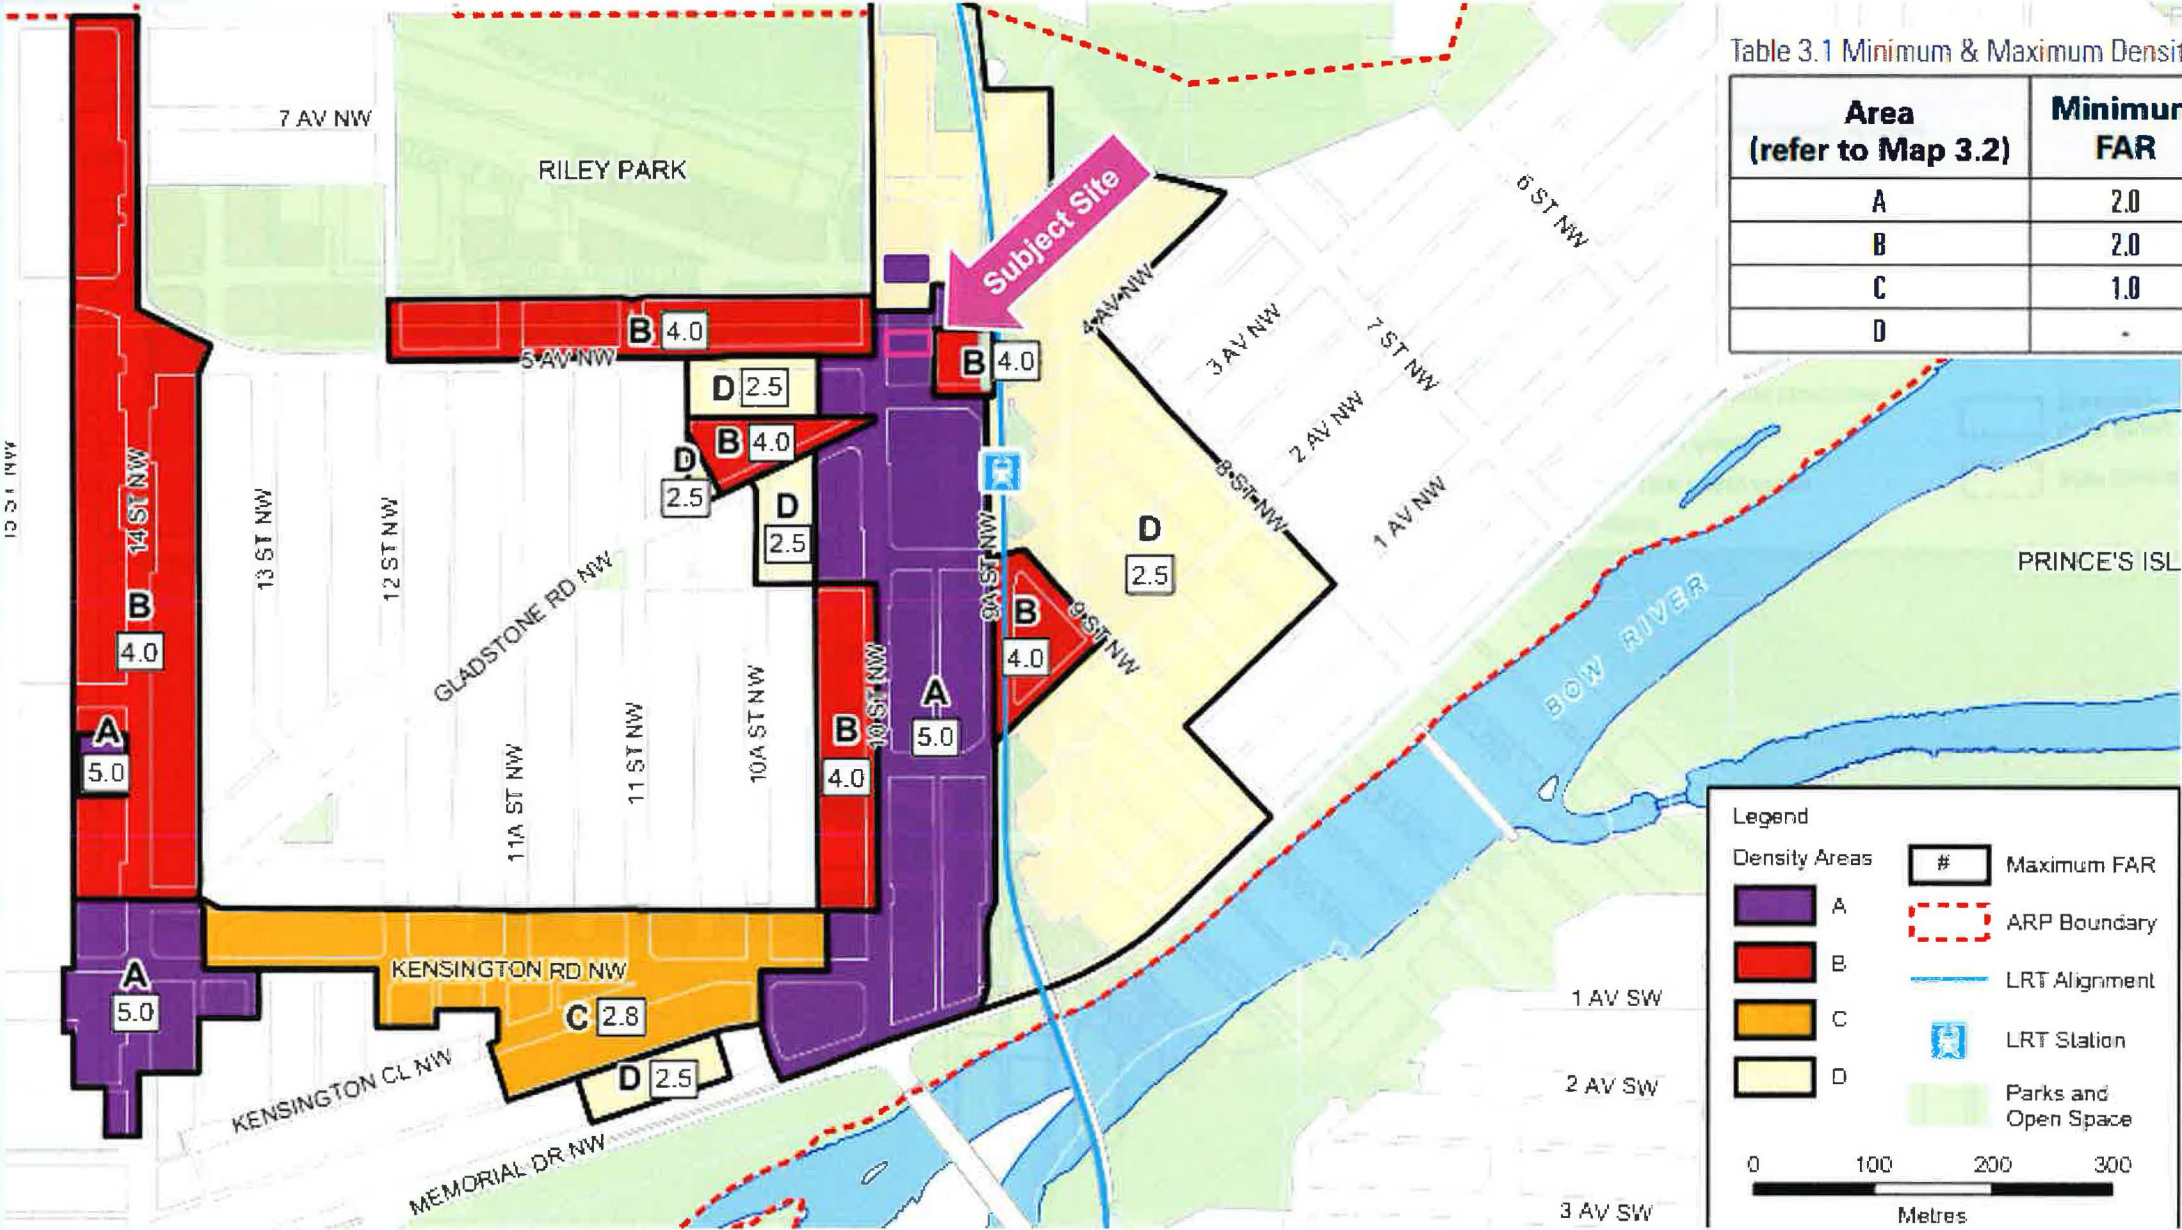 Table 3.1 Minimum & Maximum Densit
Area
(refer to Map 3.2)
Minimur
FAR
A
2.0
B
2.0
C
1.0
D
-
7 AV NW
RILEY PARK
Subject Site
6 ST NW
4 AV NW
3 AV NW
7 ST NW
2 AV NW
8 ST NW
1 AV NW
B 4.0
5 AV NW
B 4.0
D 2.5
B 4.0
D
2.5
D
2.5
15 ST NW
14 ST NW
13 ST NW
12 ST NW
GLADSTONE RD NW
9A ST NW
D
2.5
B
4.0
9 ST NW
PRINCE'S ISL
BOW RIVER
B
4.0
A
5.0
11A ST NW
11 ST NW
10A ST NW
B
4.0
10 ST NW
A
5.0
A
5.0
KENSINGTON RD NW
C 2.8
D 2.5
KENSINGTON CL NW
MEMORIAL DR NW
1 AV SW
2 AV SW
3 AV SW
Legend
Density Areas
A
B
C
D
# Maximum FAR
ARP Boundary
LRT Alignment
LRT Station
Parks and
Open Space
0 100 200 300
Metres